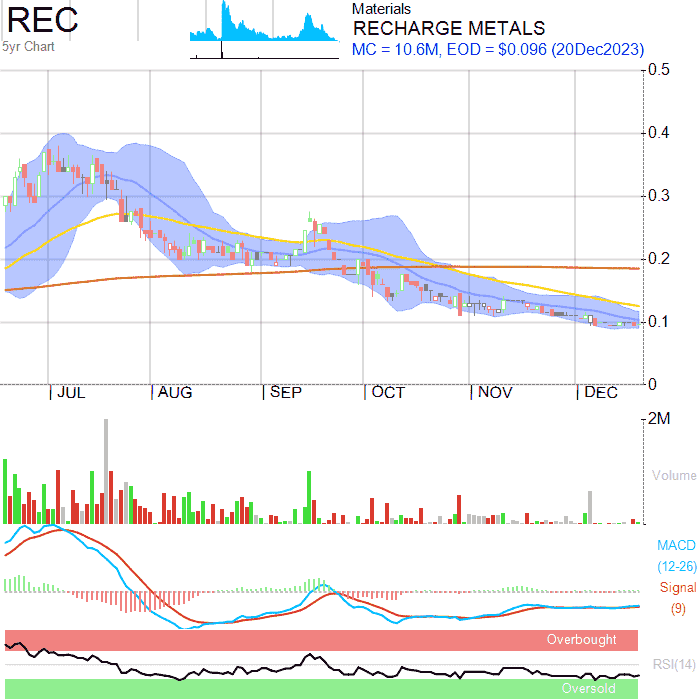 REC
5yr Chart
Materials
RECHARGE METALS
MC = 10.6M, EOD = $0.096 (20Dec2023)
0.5
0.4
0.3
0.2
0.1
0
JUL AUG SEP OCT NOV DEC
2M
Volume
MACD
(12-26)
Signal
(9)
Overbought
RSI(14)
Oversold